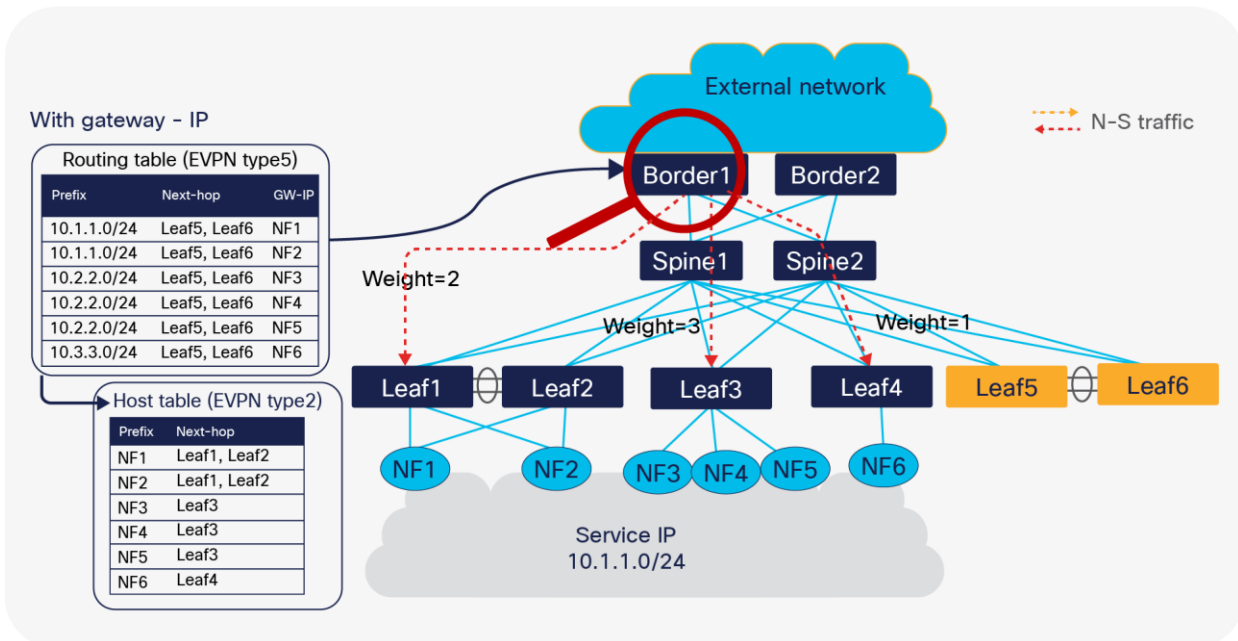 External network
N-S traffic
With gateway - IP
Routing table (EVPN type5)
Prefix Next-hop GW-IP
10.1.1.0/24 Leaf5, Leaf6 NF1
10.1.1.0/24 Leaf5, Leaf6 NF2
10.2.2.0/24 Leaf5, Leaf6 NF3
10.2.2.0/24 Leaf5, Leaf6 NF4
10.2.2.0/24 Leaf5, Leaf6 NF5
10.3.3.0/24 Leaf5, Leaf6 NF6
Border1 Border2
Spine1 Spine2
Weight=2
Weight=3
Weight=1
Leaf1 Leaf2 Leaf3 Leaf4 Leaf5 Leaf6
Host table (EVPN type2)
Prefix Next-hop
NF1 Leaf1, Leaf2
NF2 Leaf1, Leaf2
NF3 Leaf3
NF4 Leaf3
NF5 Leaf3
NF6 Leaf4
NF1 NF2 NF3 NF4 NF5 NF6
Service IP
10.1.1.0/24